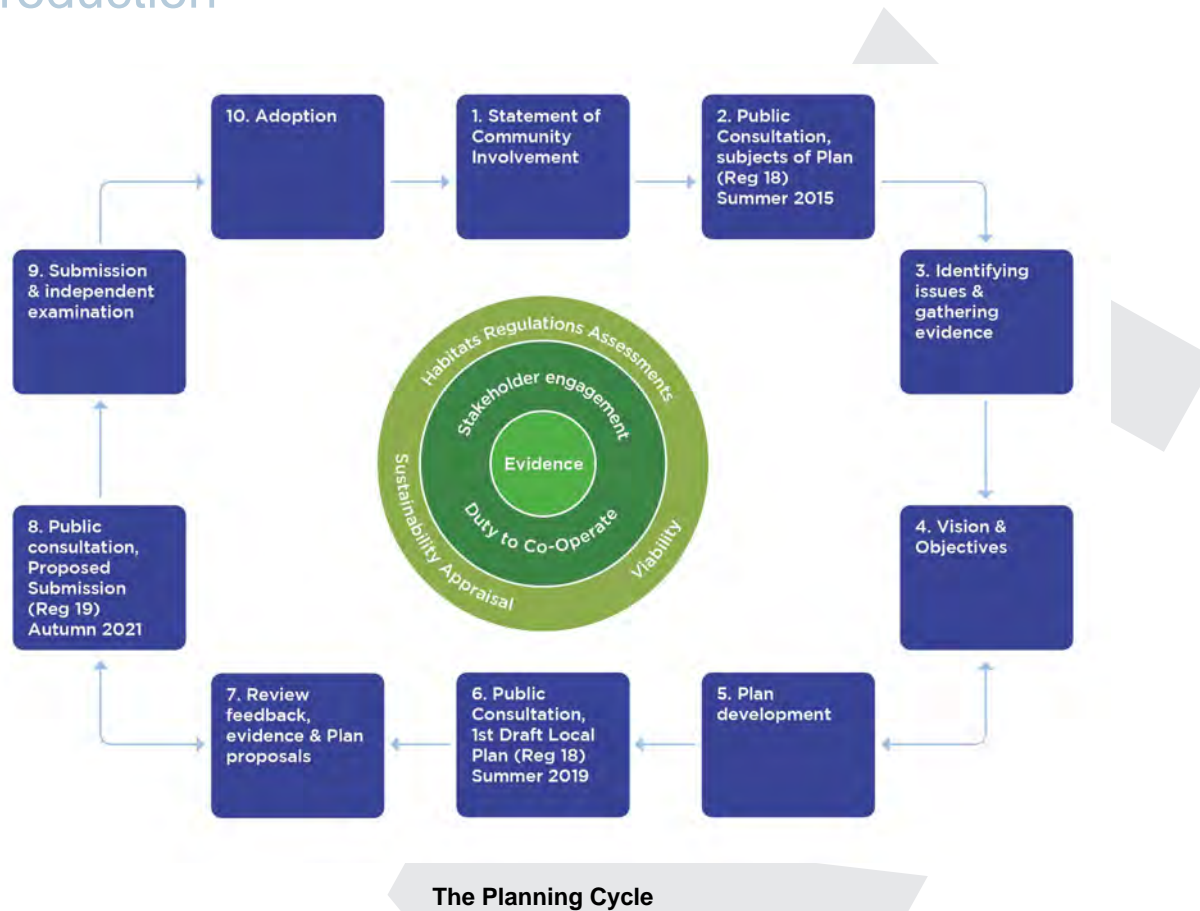 10. Adoption
1. Statement of
Community
Involvement
2. Public
Consultation,
subjects of Plan
(Reg 18)
Summer 2015
9. Submission
& independent
examination
3. Identifying
issues &
gathering
evidence
Habitats Regulations Assessments
Stakeholder engagement
Evidence
Duty to Co-Operate
Sustainability Appraisal
Viability
8. Public
consultation,
Proposed
Submission
(Reg 19)
Autumn 2021
4. Vision &
Objectives
7. Review
feedback,
evidence & Plan
proposals
6. Public
Consultation,
1st Draft Local
Plan (Reg 18)
Summer 2019
5. Plan
development
The Planning Cycle